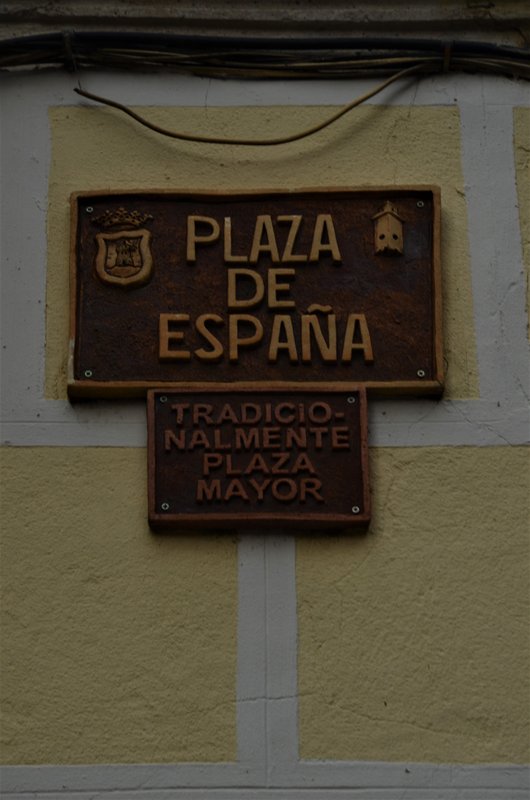 PLAZA
DE
ESPAÑA
TRADICIO-
NALMENTE
PLAZA
MAYOR